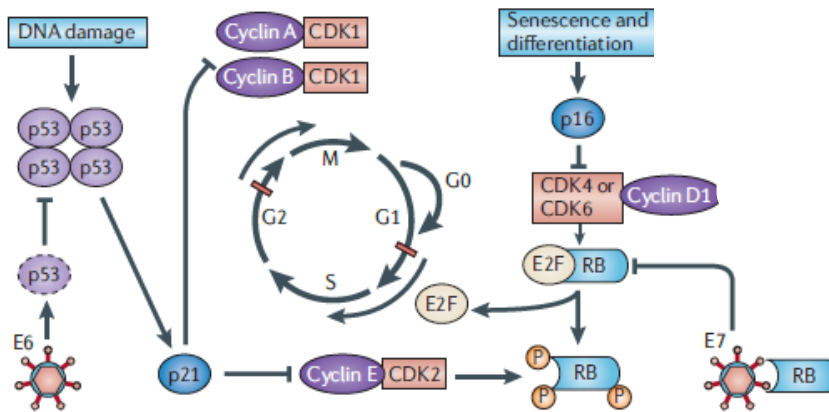 DNA damage
Cyclin A CDK1
Cyclin B CDK1
Senescence and
differentiation
p53 p53
p53 p53
p16
M
G0
G1
G2
S
CDK4 or
CDK6
Cyclin D1
p53
E2F RB
E2F
E6
E7
p21
Cyclin E CDK2
P
RB
P
P
RB